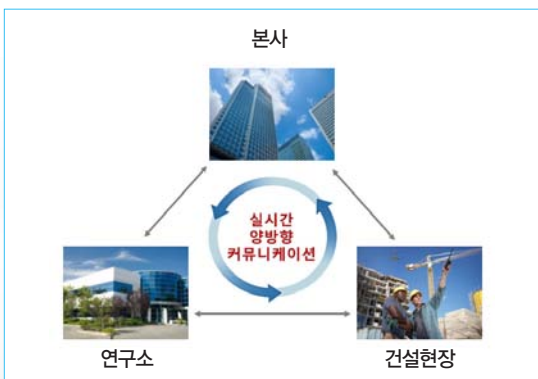 본사
실시간
양방향
커뮤니케이션
연구소
건설현장